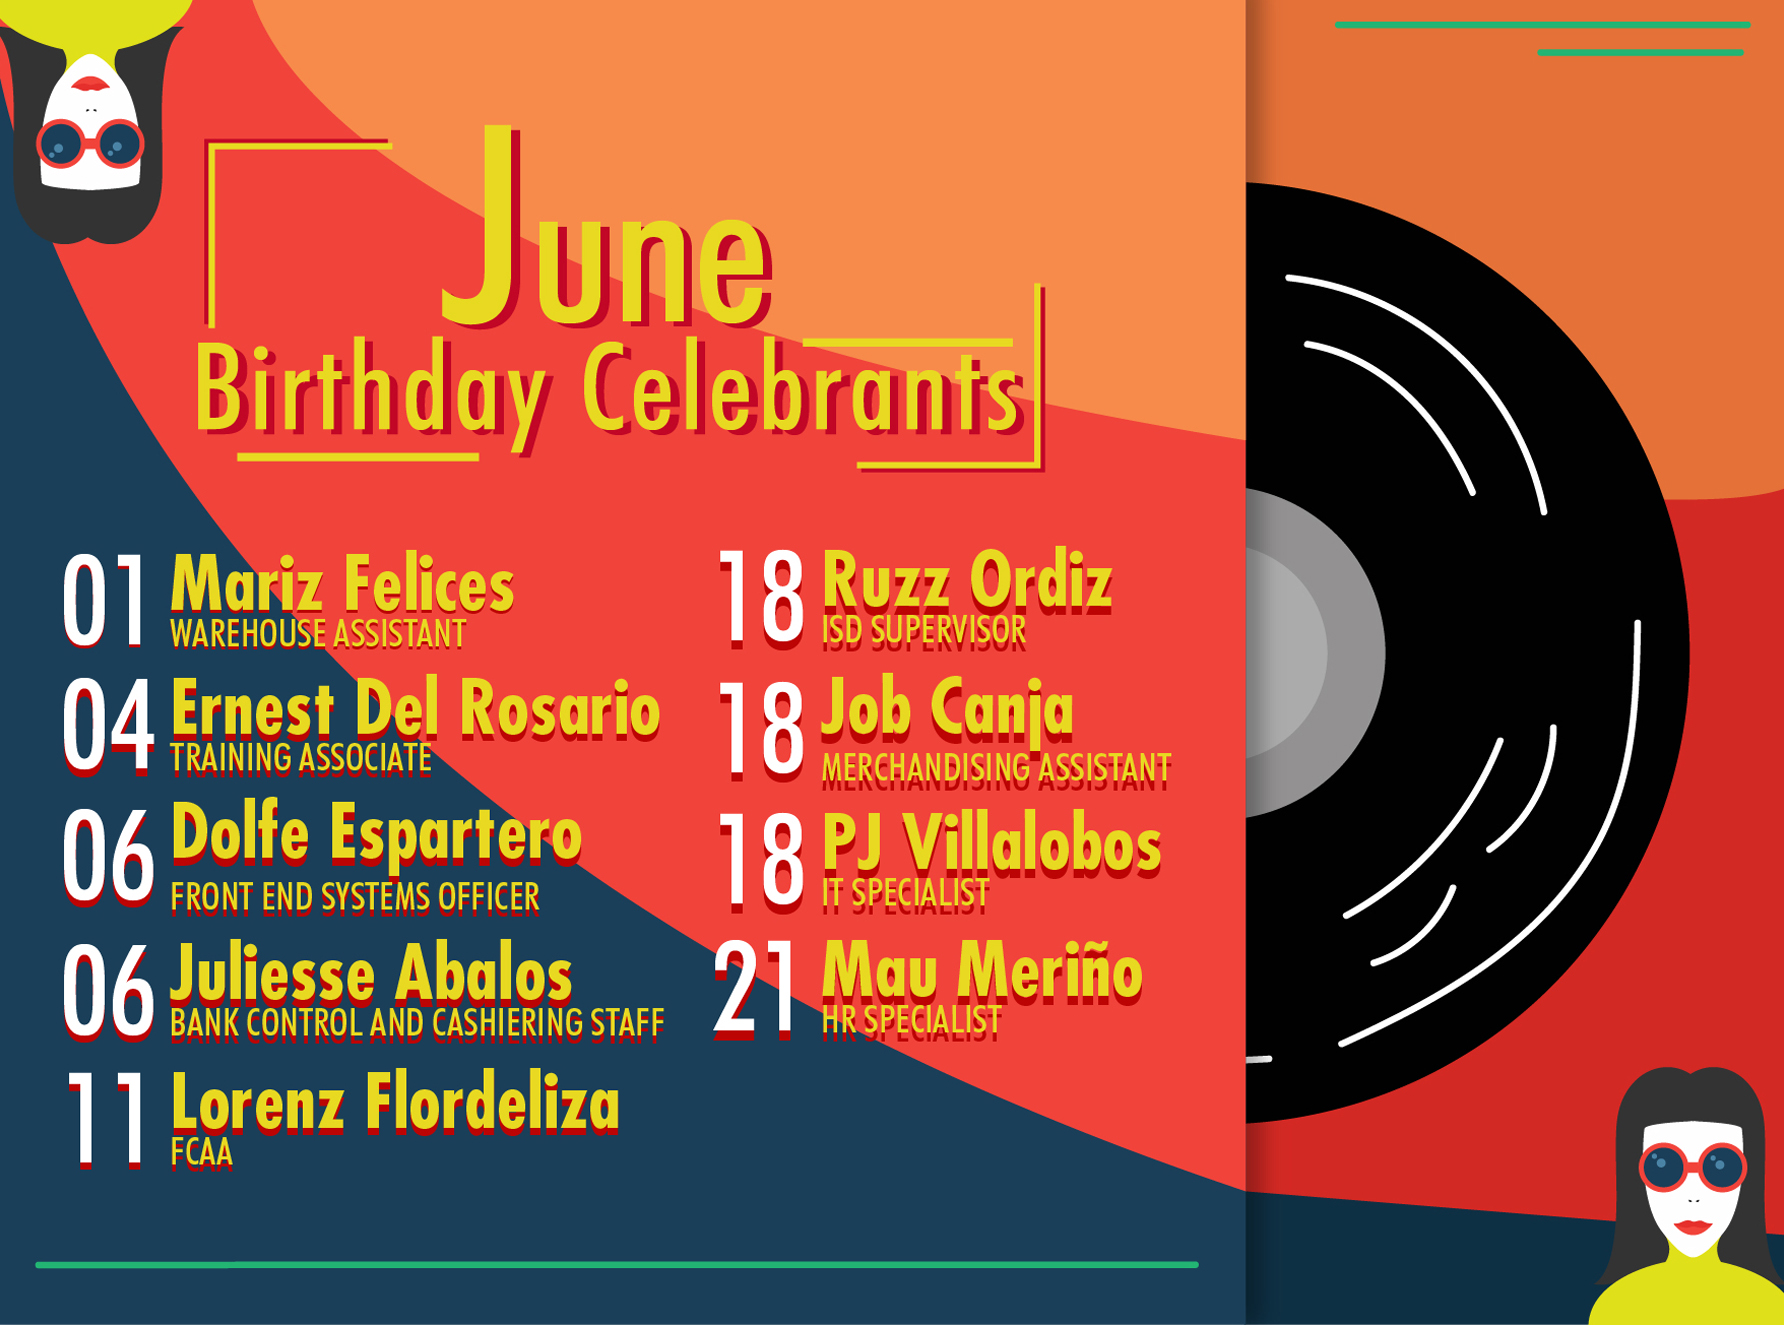 June
Birthday Celebrants
01 Mariz Felices
WAREHOUSE ASSISTANT
04 Ernest Del Rosario
TRAINING ASSOCIATE
06 Dolfe Espartero
FRONT END SYSTEMS OFFICER
06 Juliesse Abalos
BANK CONTROL AND CASHIERING STAFF
11 Lorenz Flordeliza
FCAA
18 Ruzz Ordiz
ISD SUPERVISOR
18 Job Canja
MERCHANDISING ASSISTANT
18 PJ Villalobos
IT SPECIALIST
21 Mau Meriño
HR SPECIALIST